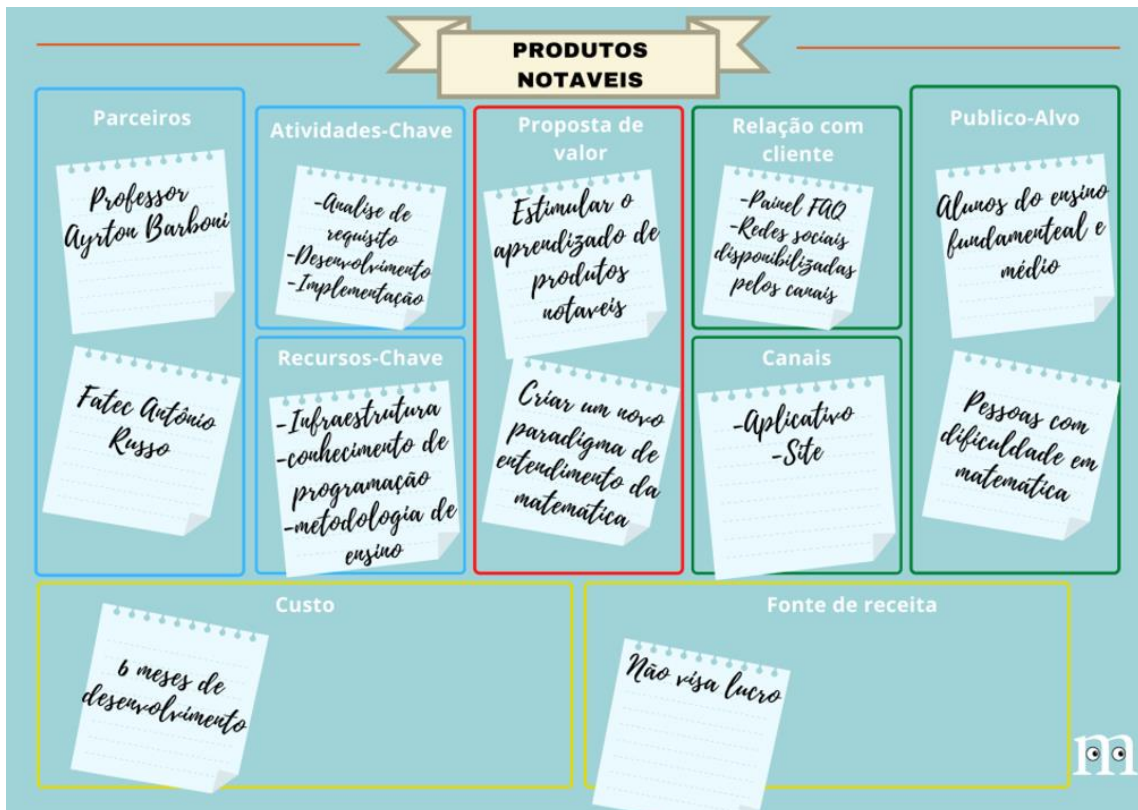 PRODUTOS
NOTAVEIS
Parceiros
Professor
Ayrton Barboni
Fatec Antônio
Russo
Atividades-Chave
-Analise de
requisito
-Desenvolvimento
-Implementação
Recursos-Chave
-Infraestrutura
-conhecimento de
programação
-metodologia de
ensino
Proposta de
valor
Estimular o
aprendizado de
produtos
notaveis
Criar um novo
paradigma de
entendimento da
matemática
Relação com
cliente
-Painel FAQ
-Redes sociais
disponibilizadas
pelos canais
Canais
-Aplicativo
-Site
Publico-Alvo
Alunos do ensino
fundamenteal e
médio
Pessoas com
dificuldade em
matemática
Custo
6 meses de
desenvolvimento
Fonte de receita
Não visa lucro
m